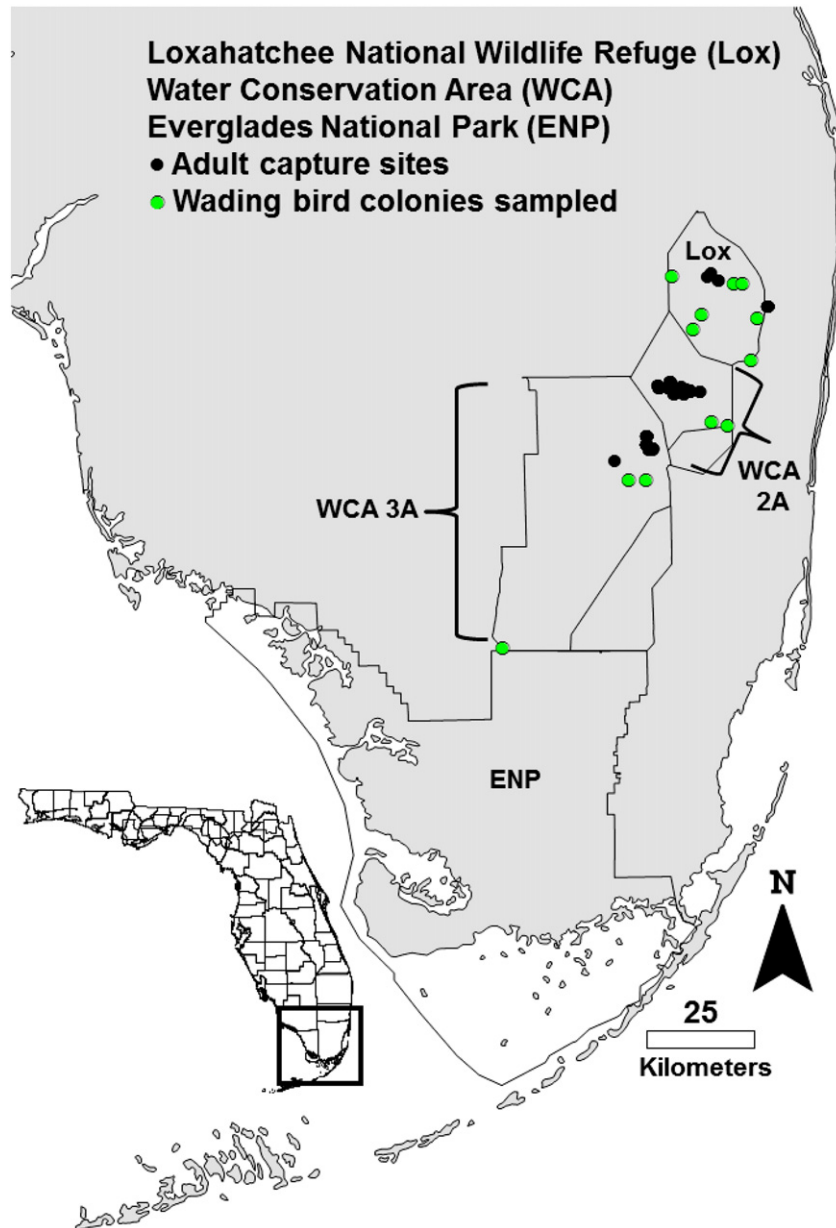 Loxahatchee National Wildlife Refuge (Lox)
Water Conservation Area (WCA)
Everglades National Park (ENP)
Adult capture sites
Wading bird colonies sampled
Lox
WCA
2A
WCA 3A
ENP
N
25
Kilometers